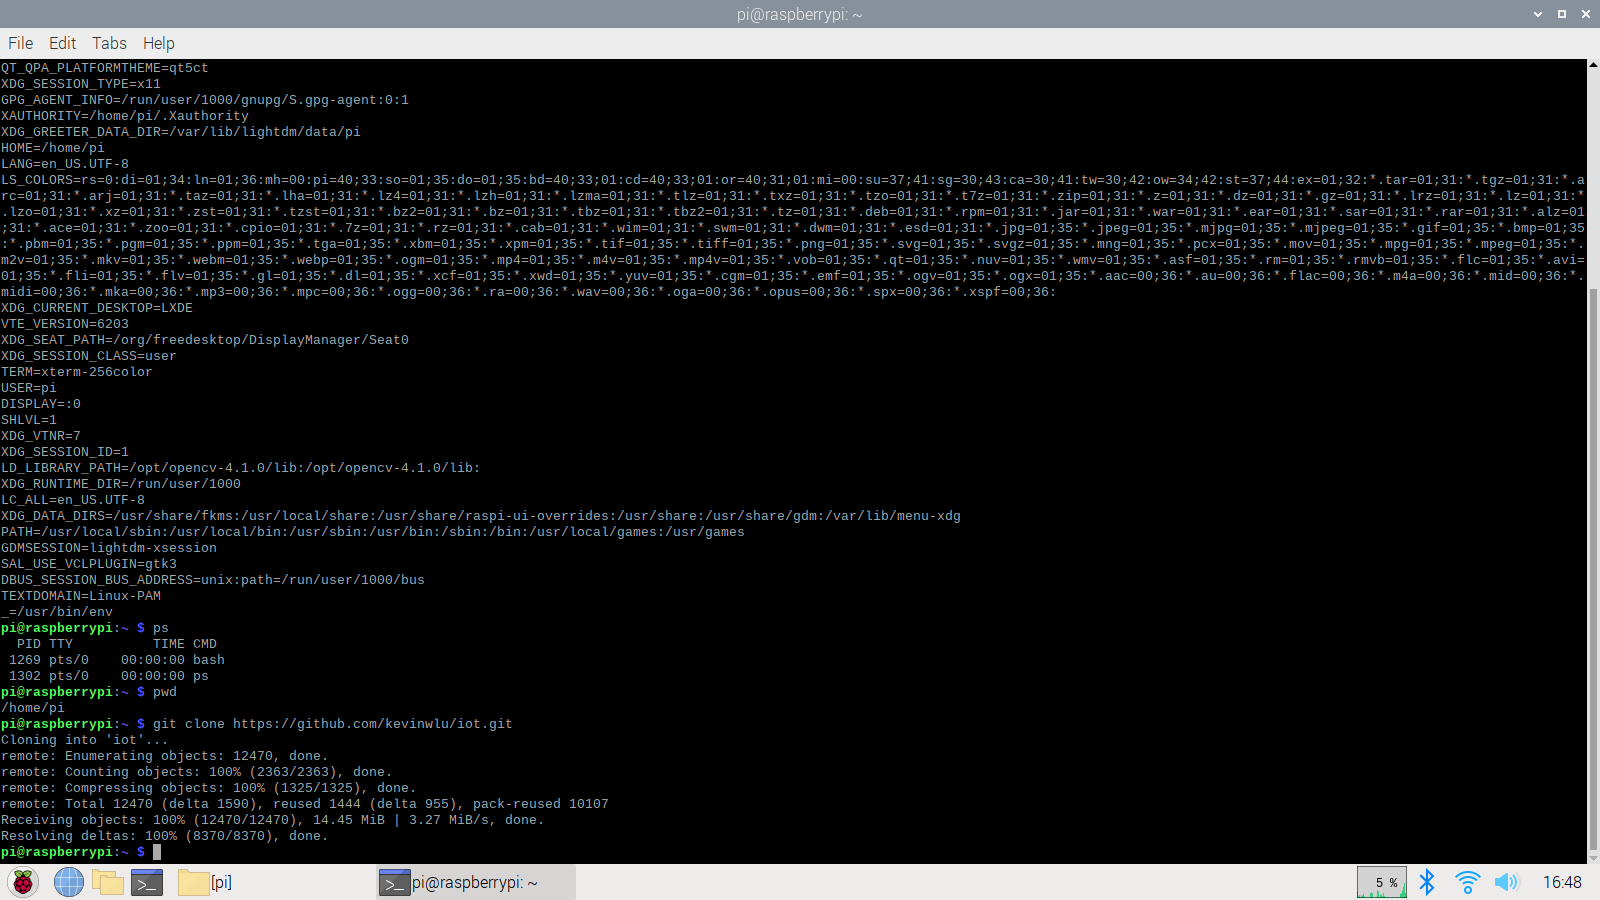 pi@raspberrypi: ~
File Edit Tabs Help
QT_QPA_PLATFORMTHEME=qt5ct
XDG_SESSION_TYPE=x11
GPG_AGENT_INFO=/run/user/1000/gnupg/S.gpg-agent:0:1
XAUTHORITY=/home/pi/.Xauthority
XDG_GREETER_DATA_DIR=/var/lib/lightdm/data/pi
HOME=/home/pi
LANG=en_US.UTF-8
LS_COLORS=rs=0:di=01;34:ln=01;36:mh=00:pi=40;33:so=01;35:do=01;35:bd=40;33;01:cd=40;33;01:or=40;31;01:mi=00:su=37;41:sg=30;43:ca=30;41:tw=30;42:ow=34;42:st=37;44:ex=01;32:*.tar=01;31:*.tgz=01;31:*.a
rc=01;31:*.arj=01;31:*.taz=01;31:*.lha=01;31:*.lz4=01;31:*.lzh=01;31:*.lzma=01;31:*.tlz=01;31:*.txz=01;31:*.tzo=01;31:*.t7z=01;31:*.zip=01;31:*.z=01;31:*.dz=01;31:*.gz=01;31:*.lrz=01;31:*.lz=01;31:*
.lzo=01;31:*.xz=01;31:*.zst=01;31:*.tzst=01;31:*.bz2=01;31:*.bz=01;31:*.tbz=01;31:*.tbz2=01;31:*.tz=01;31:*.deb=01;31:*.rpm=01;31:*.jar=01;31:*.war=01;31:*.ear=01;31:*.sar=01;31:*.rar=01;31:*.alz=01
;31:*.ace=01;31:*.zoo=01;31:*.cpio=01;31:*.7z=01;31:*.rz=01;31:*.cab=01;31:*.wim=01;31:*.swm=01;31:*.dwm=01;31:*.esd=01;31:*.jpg=01;35:*.jpeg=01;35:*.mjpg=01;35:*.mjpeg=01;35:*.gif=01;35:*.bmp=01;35
:*.pbm=01;35:*.pgm=01;35:*.ppm=01;35:*.tga=01;35:*.xbm=01;35:*.xpm=01;35:*.tif=01;35:*.tiff=01;35:*.png=01;35:*.svg=01;35:*.svgz=01;35:*.mng=01;35:*.pcx=01;35:*.mov=01;35:*.mpg=01;35:*.mpeg=01;35:*.
m2v=01;35:*.mkv=01;35:*.webm=01;35:*.webp=01;35:*.ogm=01;35:*.mp4=01;35:*.m4v=01;35:*.mp4v=01;35:*.vob=01;35:*.qt=01;35:*.nuv=01;35:*.wmv=01;35:*.asf=01;35:*.rm=01;35:*.rmvb=01;35:*.flc=01;35:*.avi=
01;35:*.fli=01;35:*.flv=01;35:*.gl=01;35:*.dl=01;35:*.xcf=01;35:*.xwd=01;35:*.yuv=01;35:*.cgm=01;35:*.emf=01;35:*.ogv=01;35:*.ogx=01;35:*.aac=00;36:*.au=00;36:*.flac=00;36:*.m4a=00;36:*.mid=00;36:*.
midi=00;36:*.mka=00;36:*.mp3=00;36:*.mpc=00;36:*.ogg=00;36:*.ra=00;36:*.wav=00;36:*.oga=00;36:*.opus=00;36:*.spx=00;36:*.xspf=00;36:
XDG_CURRENT_DESKTOP=LXDE
VTE_VERSION=6203
XDG_SEAT_PATH=/org/freedesktop/DisplayManager/Seat0
XDG_SESSION_CLASS=user
TERM=xterm-256color
USER=pi
DISPLAY=:0
SHLVL=1
XDG_VTNR=7
XDG_SESSION_ID=1
LD_LIBRARY_PATH=/opt/opencv-4.1.0/lib:/opt/opencv-4.1.0/lib:
XDG_RUNTIME_DIR=/run/user/1000
LC_ALL=en_US.UTF-8
XDG_DATA_DIRS=/usr/share/fkms:/usr/local/share:/usr/share/raspi-ui-overrides:/usr/share:/usr/share/gdm:/var/lib/menu-xdg
PATH=/usr/local/sbin:/usr/local/bin:/usr/sbin:/usr/bin:/sbin:/bin:/usr/local/games:/usr/games
GDMSESSION=lightdm-xsession
SAL_USE_VCLPLUGIN=gtk3
DBUS_SESSION_BUS_ADDRESS=unix:path=/run/user/1000/bus
TEXTDOMAIN=Linux-PAM
_=/usr/bin/env
pi@raspberrypi:~ $ ps
PID TTY TIME CMD
1269 pts/0 00:00:00 bash
1302 pts/0 00:00:00 ps
pi@raspberrypi:~ $ pwd
/home/pi
pi@raspberrypi:~ $ git clone https://github.com/kevinwlu/iot.git
Cloning into 'iot'...
remote: Enumerating objects: 12470, done.
remote: Counting objects: 100% (2363/2363), done.
remote: Compressing objects: 100% (1325/1325), done.
remote: Total 12470 (delta 1590), reused 1444 (delta 955), pack-reused 10107
Receiving objects: 100% (12470/12470), 14.45 MiB | 3.27 MiB/s, done.
Resolving deltas: 100% (8370/8370), done.
pi@raspberrypi:~ $
[pi] pi@raspberrypi: ~ 5 % 16:48